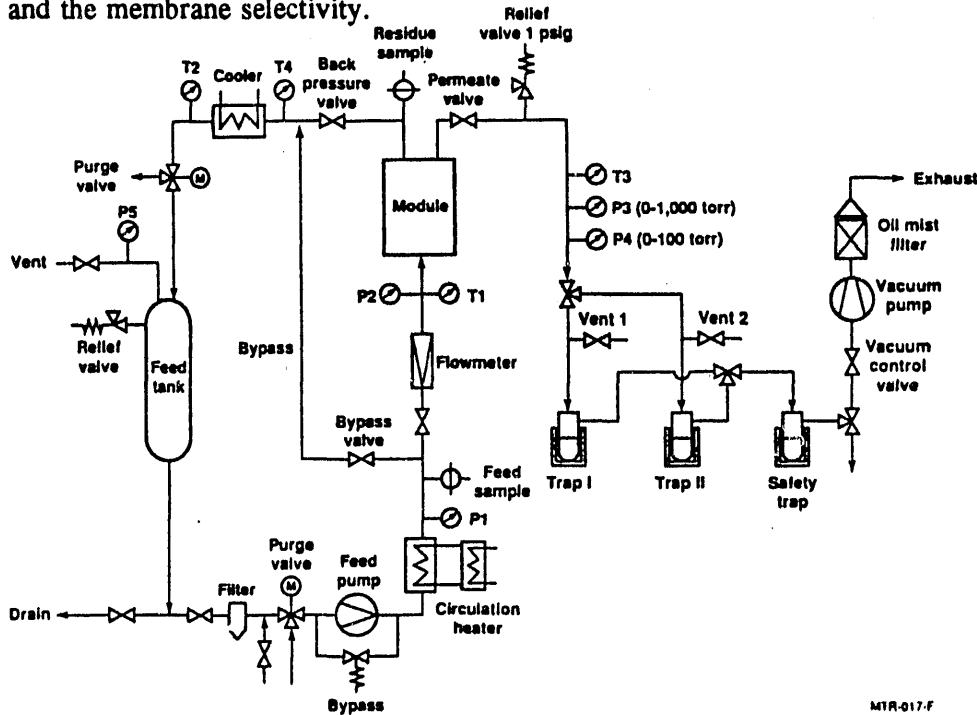 and the membrane selectivity.
Relief
valve 1 psig
Residue
sample
T2
Cooler
T4
Back
pressure
valve
Permeate
valve
Purge
valve
M
T3
P3 (0-1,000 torr)
P4 (0-100 torr)
Exhaust
Oil mist
filter
Module
P5
Vent
P2
T1
Vacuum
pump
Vent 1
Vent 2
Relief
valve
Feed
tank
Bypass
Flowmeter
Vacuum
control
valve
Bypass
valve
Feed
sample
Trap I
Trap II
Safety
trap
P1
Purge
valve
M
Feed
pump
Filter
Circulation
heater
Drain
Bypass
MTR-017-F